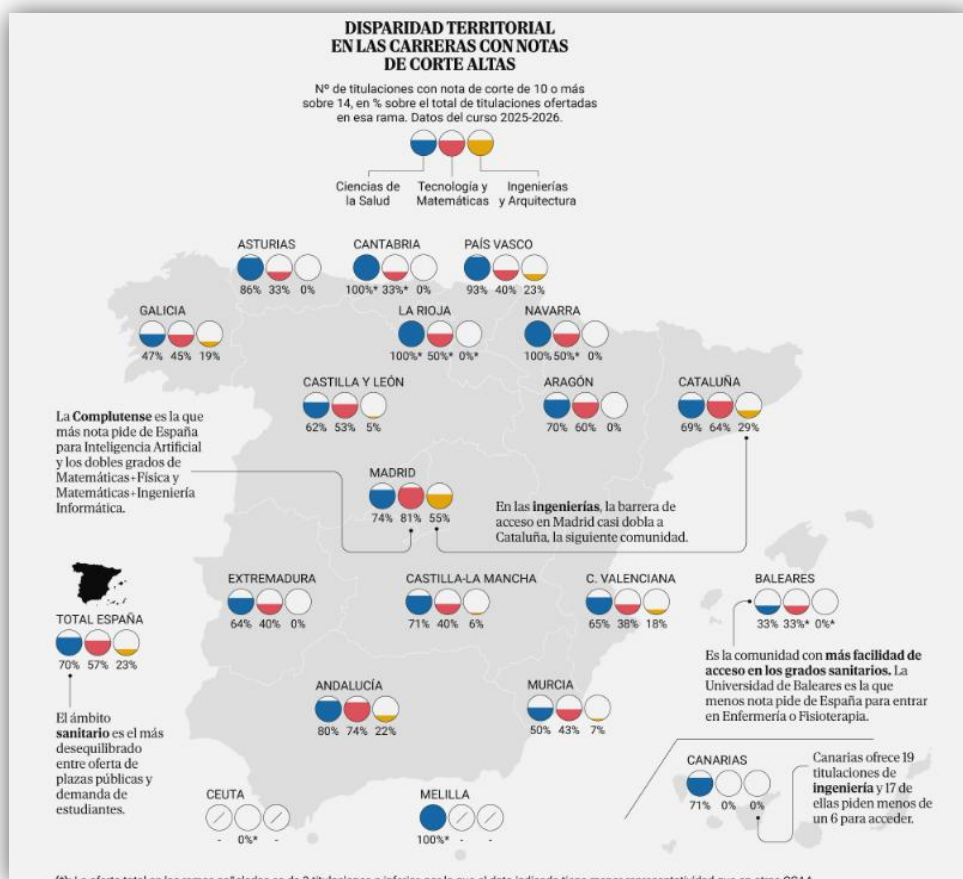 DISPARIDAD TERRITORIAL
EN LAS CARRERAS CON NOTAS
DE CORTE ALTAS
Nº de titulaciones con nota de corte de 10 o más
sobre 14, en % sobre el total de titulaciones ofertadas
en esa rama. Datos del curso 2025-2026.
Ciencias de
la Salud
Tecnología y
Matemáticas
Ingenierías
y Arquitectura
ASTURIAS
86% 33% 0%
CANTABRIA
100%* 33%* 0%
PAÍS VASCO
93% 40% 23%
GALICIA
47% 45% 19%
LA RIOJA
100%* 50%* 0%*
NAVARRA
100% 50%* 0%
CASTILLA Y LEÓN
62% 53% 5%
ARAGÓN
70% 60% 0%
CATALUÑA
69% 64% 29%
La Complutense es la que
más nota pide de España
para Inteligencia Artificial
y los dobles grados de
Matemáticas+Física y
Matemáticas+Ingeniería
Informática.
MADRID
74% 81% 55%
En las ingenierías, la barrera de
acceso en Madrid casi dobla a
Cataluña, la siguiente comunidad.
TOTAL ESPAÑA
70% 57% 23%
EXTREMADURA
64% 40% 0%
CASTILLA-LA MANCHA
71% 40% 6%
C. VALENCIANA
65% 38% 18%
BALEARES
33% 33%* 0%*
Es la comunidad con más facilidad de
acceso en los grados sanitarios. La
Universidad de Baleares es la que
menos nota pide de España para entrar
en Enfermería o Fisioterapia.
El ámbito
sanitario es el más
desequilibrado
entre oferta de
plazas públicas y
demanda de
estudiantes.
ANDALUCÍA
80% 74% 22%
MURCIA
50% 43% 7%
CANARIAS
71% 0% 0%
Canarias ofrece 19
titulaciones de
ingeniería y 17 de
ellas piden menos de
un 6 para acceder.
CEUTA
- 0%* -
MELILLA
100%* - -